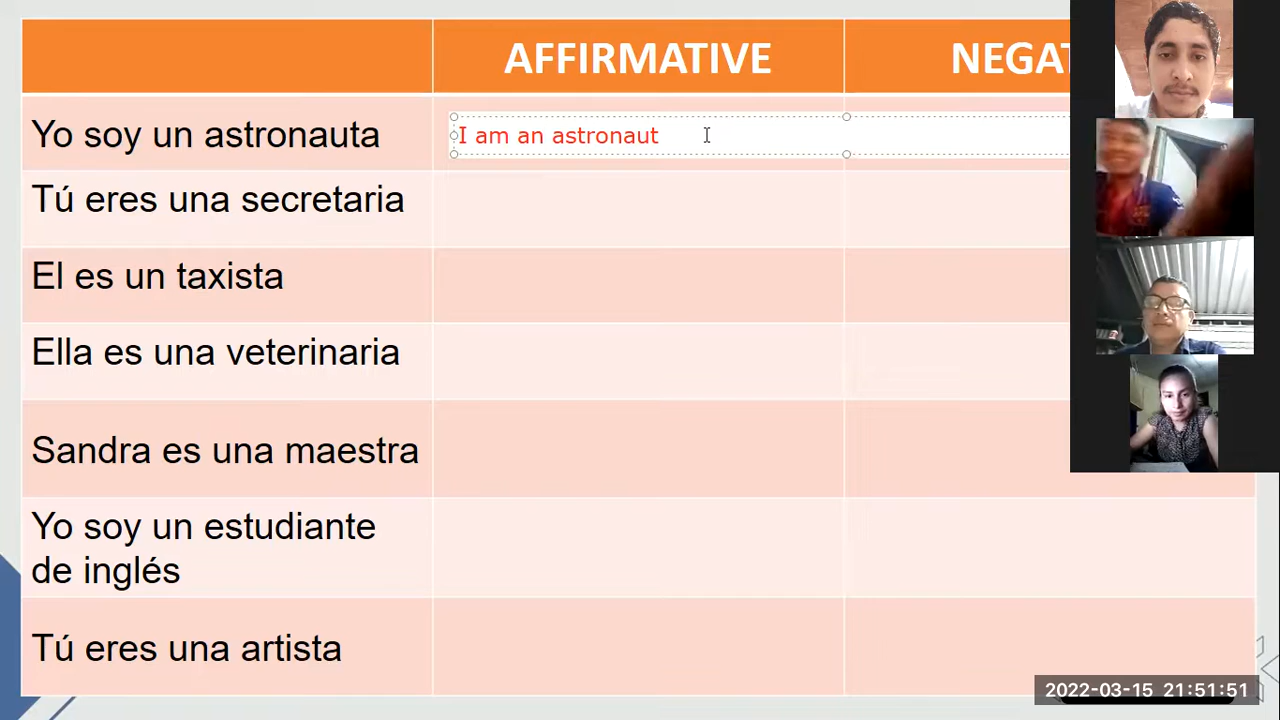 AFFIRMATIVE
NEGAT
Yo soy un astronauta
I am an astronaut
Tú eres una secretaria
El es un taxista
Ella es una veterinaria
Sandra es una maestra
Yo soy un estudiante
de inglés
Tú eres una artista
2022-03-15 21:51:51